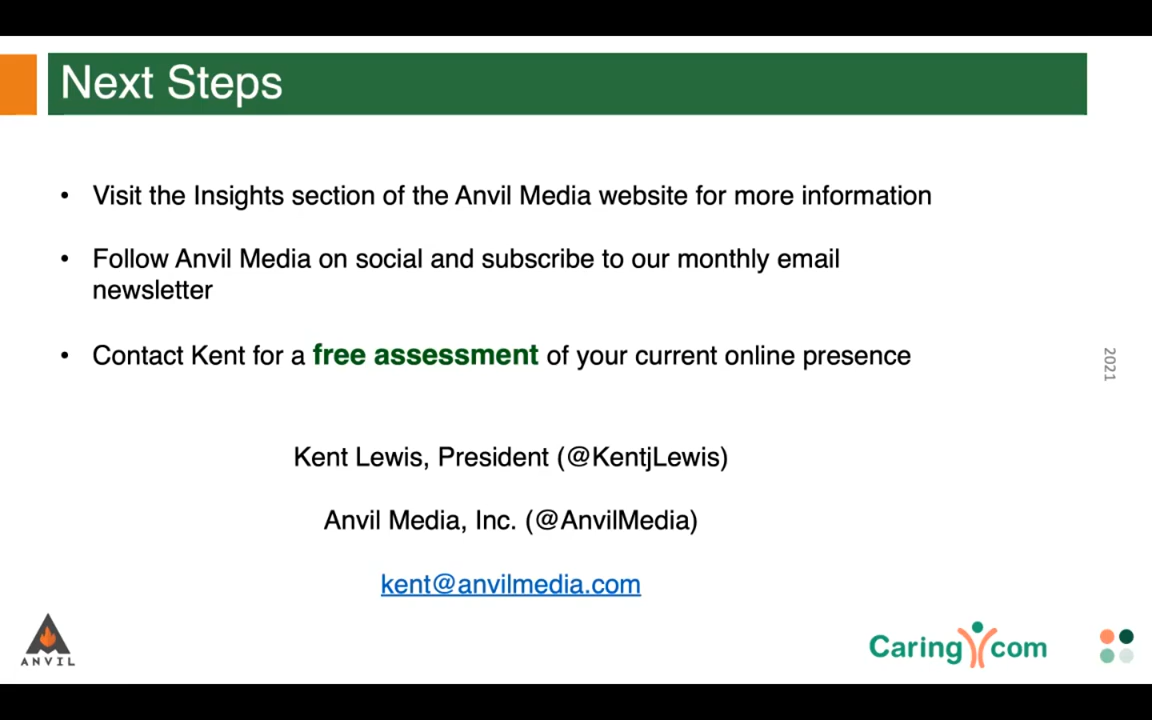 Next Steps
• Visit the Insights section of the Anvil Media website for more information
• Follow Anvil Media on social and subscribe to our monthly email
newsletter
• Contact Kent for a free assessment of your current online presence
2021
Kent Lewis, President (@KentjLewis)
Anvil Media, Inc. (@AnvilMedia)
kent@anvilmedia.com
ANVIL
Caring com